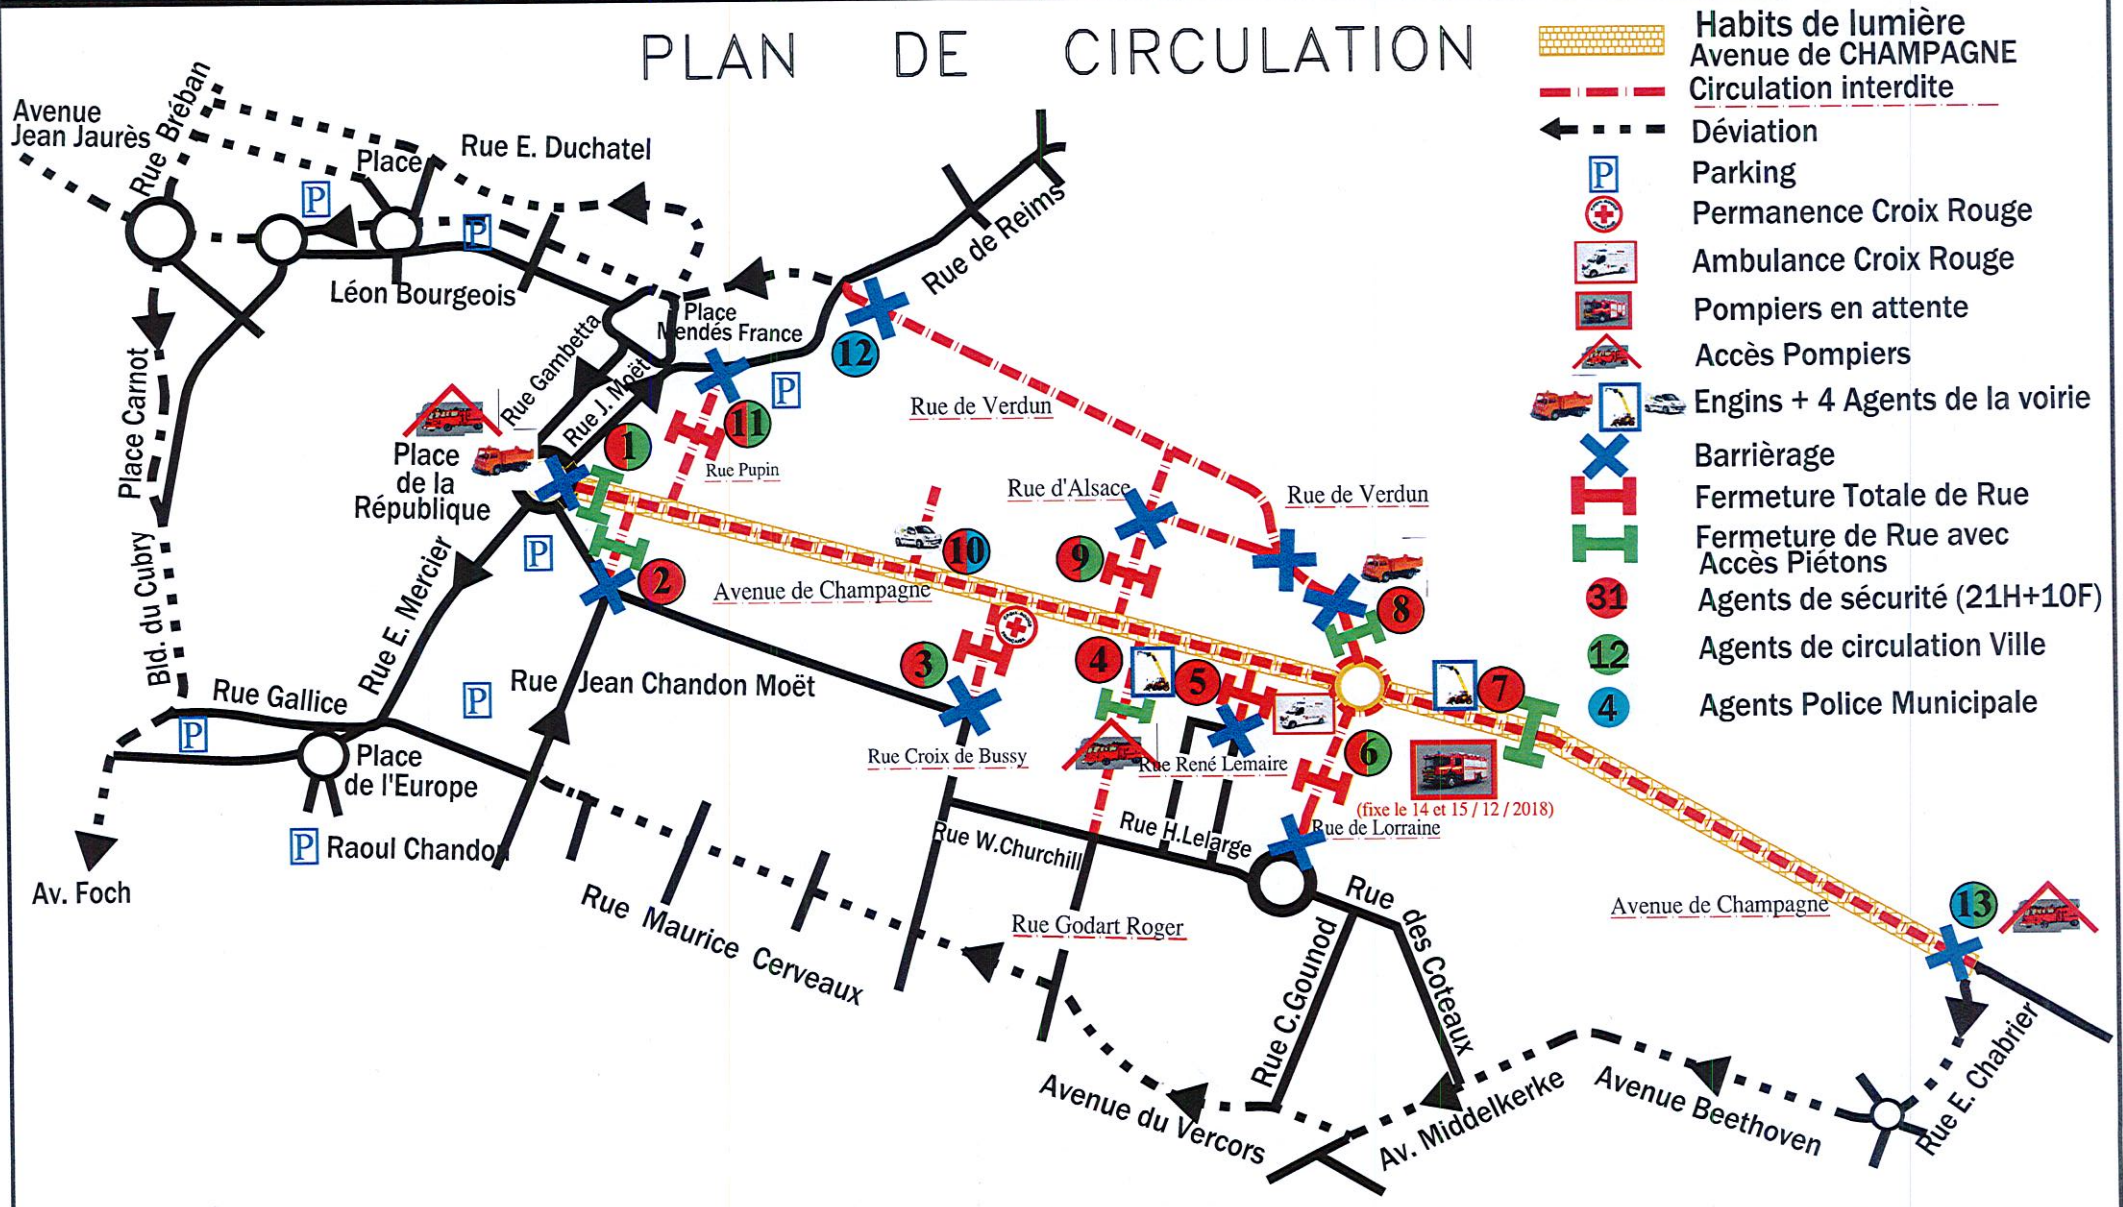 PLAN DE CIRCULATION
Habits de lumière
Avenue de CHAMPAGNE
Circulation interdite
Déviation
P Parking
Permanence Croix Rouge
Ambulance Croix Rouge
Pompiers en attente
Accès Pompiers
Engins + 4 Agents de la voirie
Barrièrage
Fermeture Totale de Rue
Fermeture de Rue avec
Accès Piétons
31 Agents de sécurité (21H+10F)
12 Agents de circulation Ville
4 Agents Police Municipale
Avenue
Jean Jaurès
Rue Bréban
Place
Rue E. Duchatel
P
P
Léon Bourgeois
Rue de Reims
Place
Mendés France
12
P
Rue Gambetta
Rue J. Moët
Place Carnot
1
11
Rue Pupin
Place
de la
République
P
Rue de Verdun
Rue d'Alsace
Rue de Verdun
10
9
2
Avenue de Champagne
8
Bld. du Cubry
Rue E. Mercier
3
4
5
7
Rue Gallice
P
Rue Jean Chandon Moët
P
Place
de l'Europe
Rue Croix de Bussy
Rue René Lemaire
6
(fixe le 14 et 15 / 12 / 2018)
Rue de Lorraine
P Raoul Chandon
Rue W.Churchill
Rue H.Lelarge
Av. Foch
Rue Maurice Cerveaux
Rue Godart Roger
Rue des Coteaux
Rue C.Gounod
Avenue de Champagne
13
Avenue du Vercors
Av. Middelkerke
Avenue Beethoven
Rue E. Chabrier